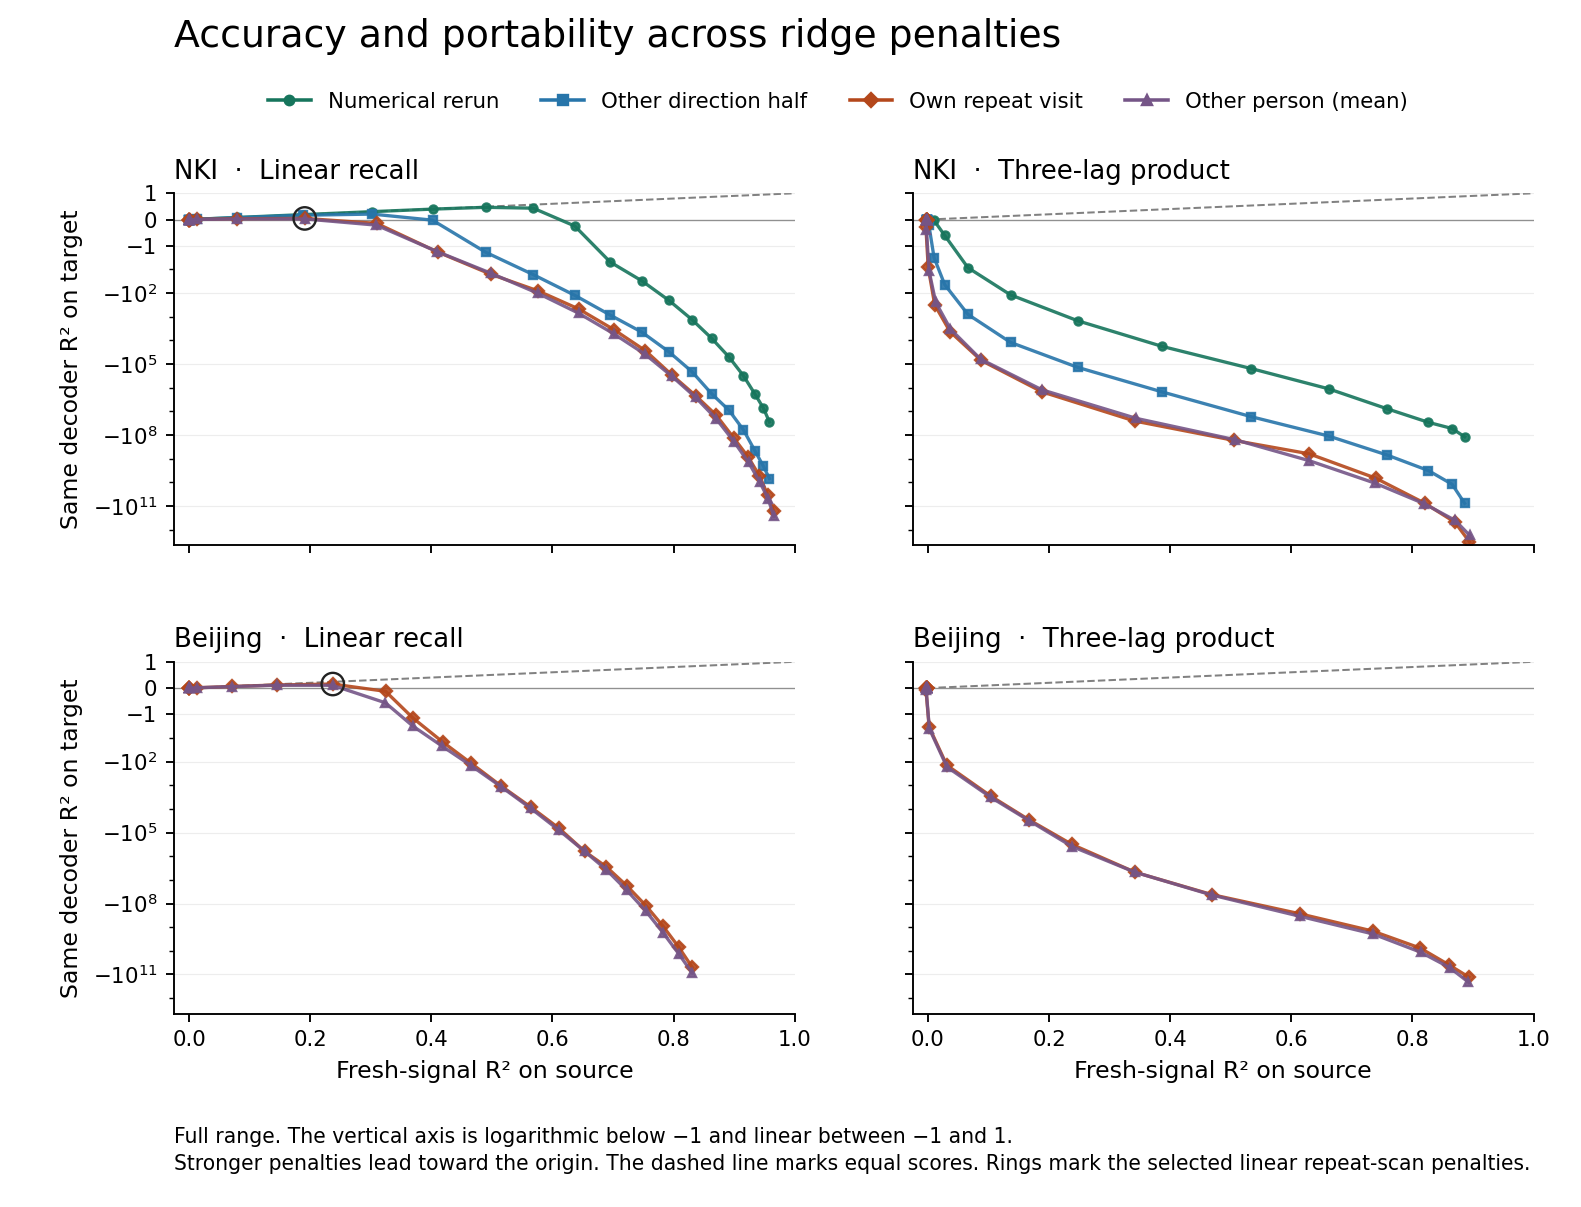 Accuracy and portability across ridge penalties
Numerical rerun
Other direction half
Own repeat visit
Other person (mean)
NKI · Linear recall
NKI · Three-lag product
Same decoder R² on target
1
0
−1
−10²
−10⁵
−10⁸
−10¹¹
Beijing · Linear recall
Beijing · Three-lag product
Same decoder R² on target
1
0
−1
−10²
−10⁵
−10⁸
−10¹¹
0.0 0.2 0.4 0.6 0.8 1.0
0.0 0.2 0.4 0.6 0.8 1.0
Fresh-signal R² on source
Fresh-signal R² on source
Full range. The vertical axis is logarithmic below −1 and linear between −1 and 1.
Stronger penalties lead toward the origin. The dashed line marks equal scores. Rings mark the selected linear repeat-scan penalties.